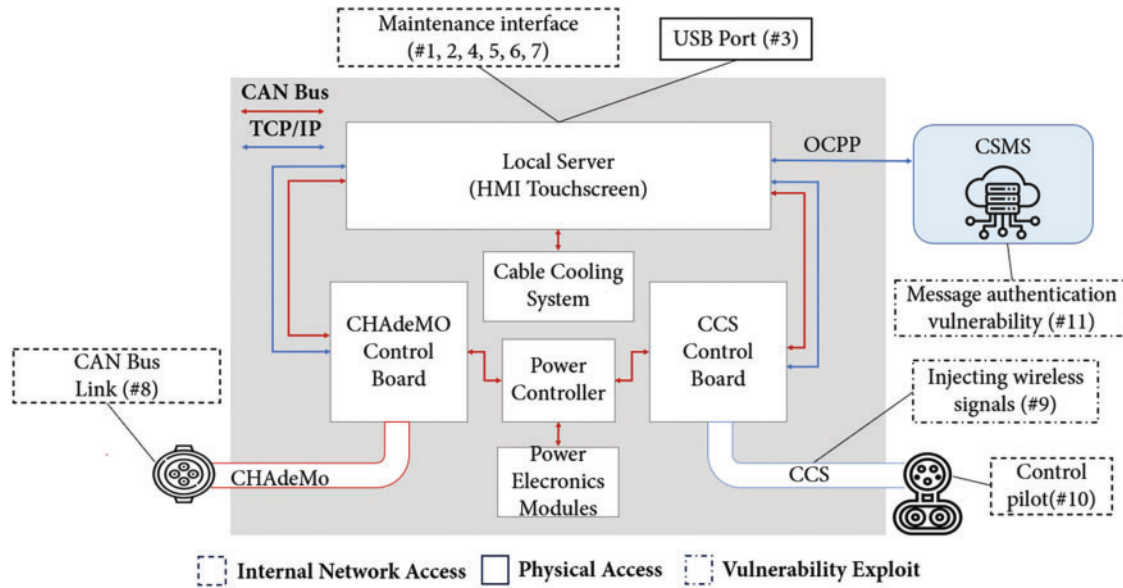 Maintenance interface
(#1, 2, 4, 5, 6, 7)
USB Port (#3)
CAN Bus
TCP/IP
Local Server
(HMI Touchscreen)
OCPP
CSMS
Cable Cooling
System
Message authentication
vulnerability (#11)
CHAdeMO
Control
Board
CCS
Control
Board
CAN Bus
Link (#8)
Power
Controller
Injecting wireless
signals (#9)
Power
Elecronics
Modules
CHAdeMo
CCS
Control
pilot(#10)
Internal Network Access
Physical Access
Vulnerability Exploit